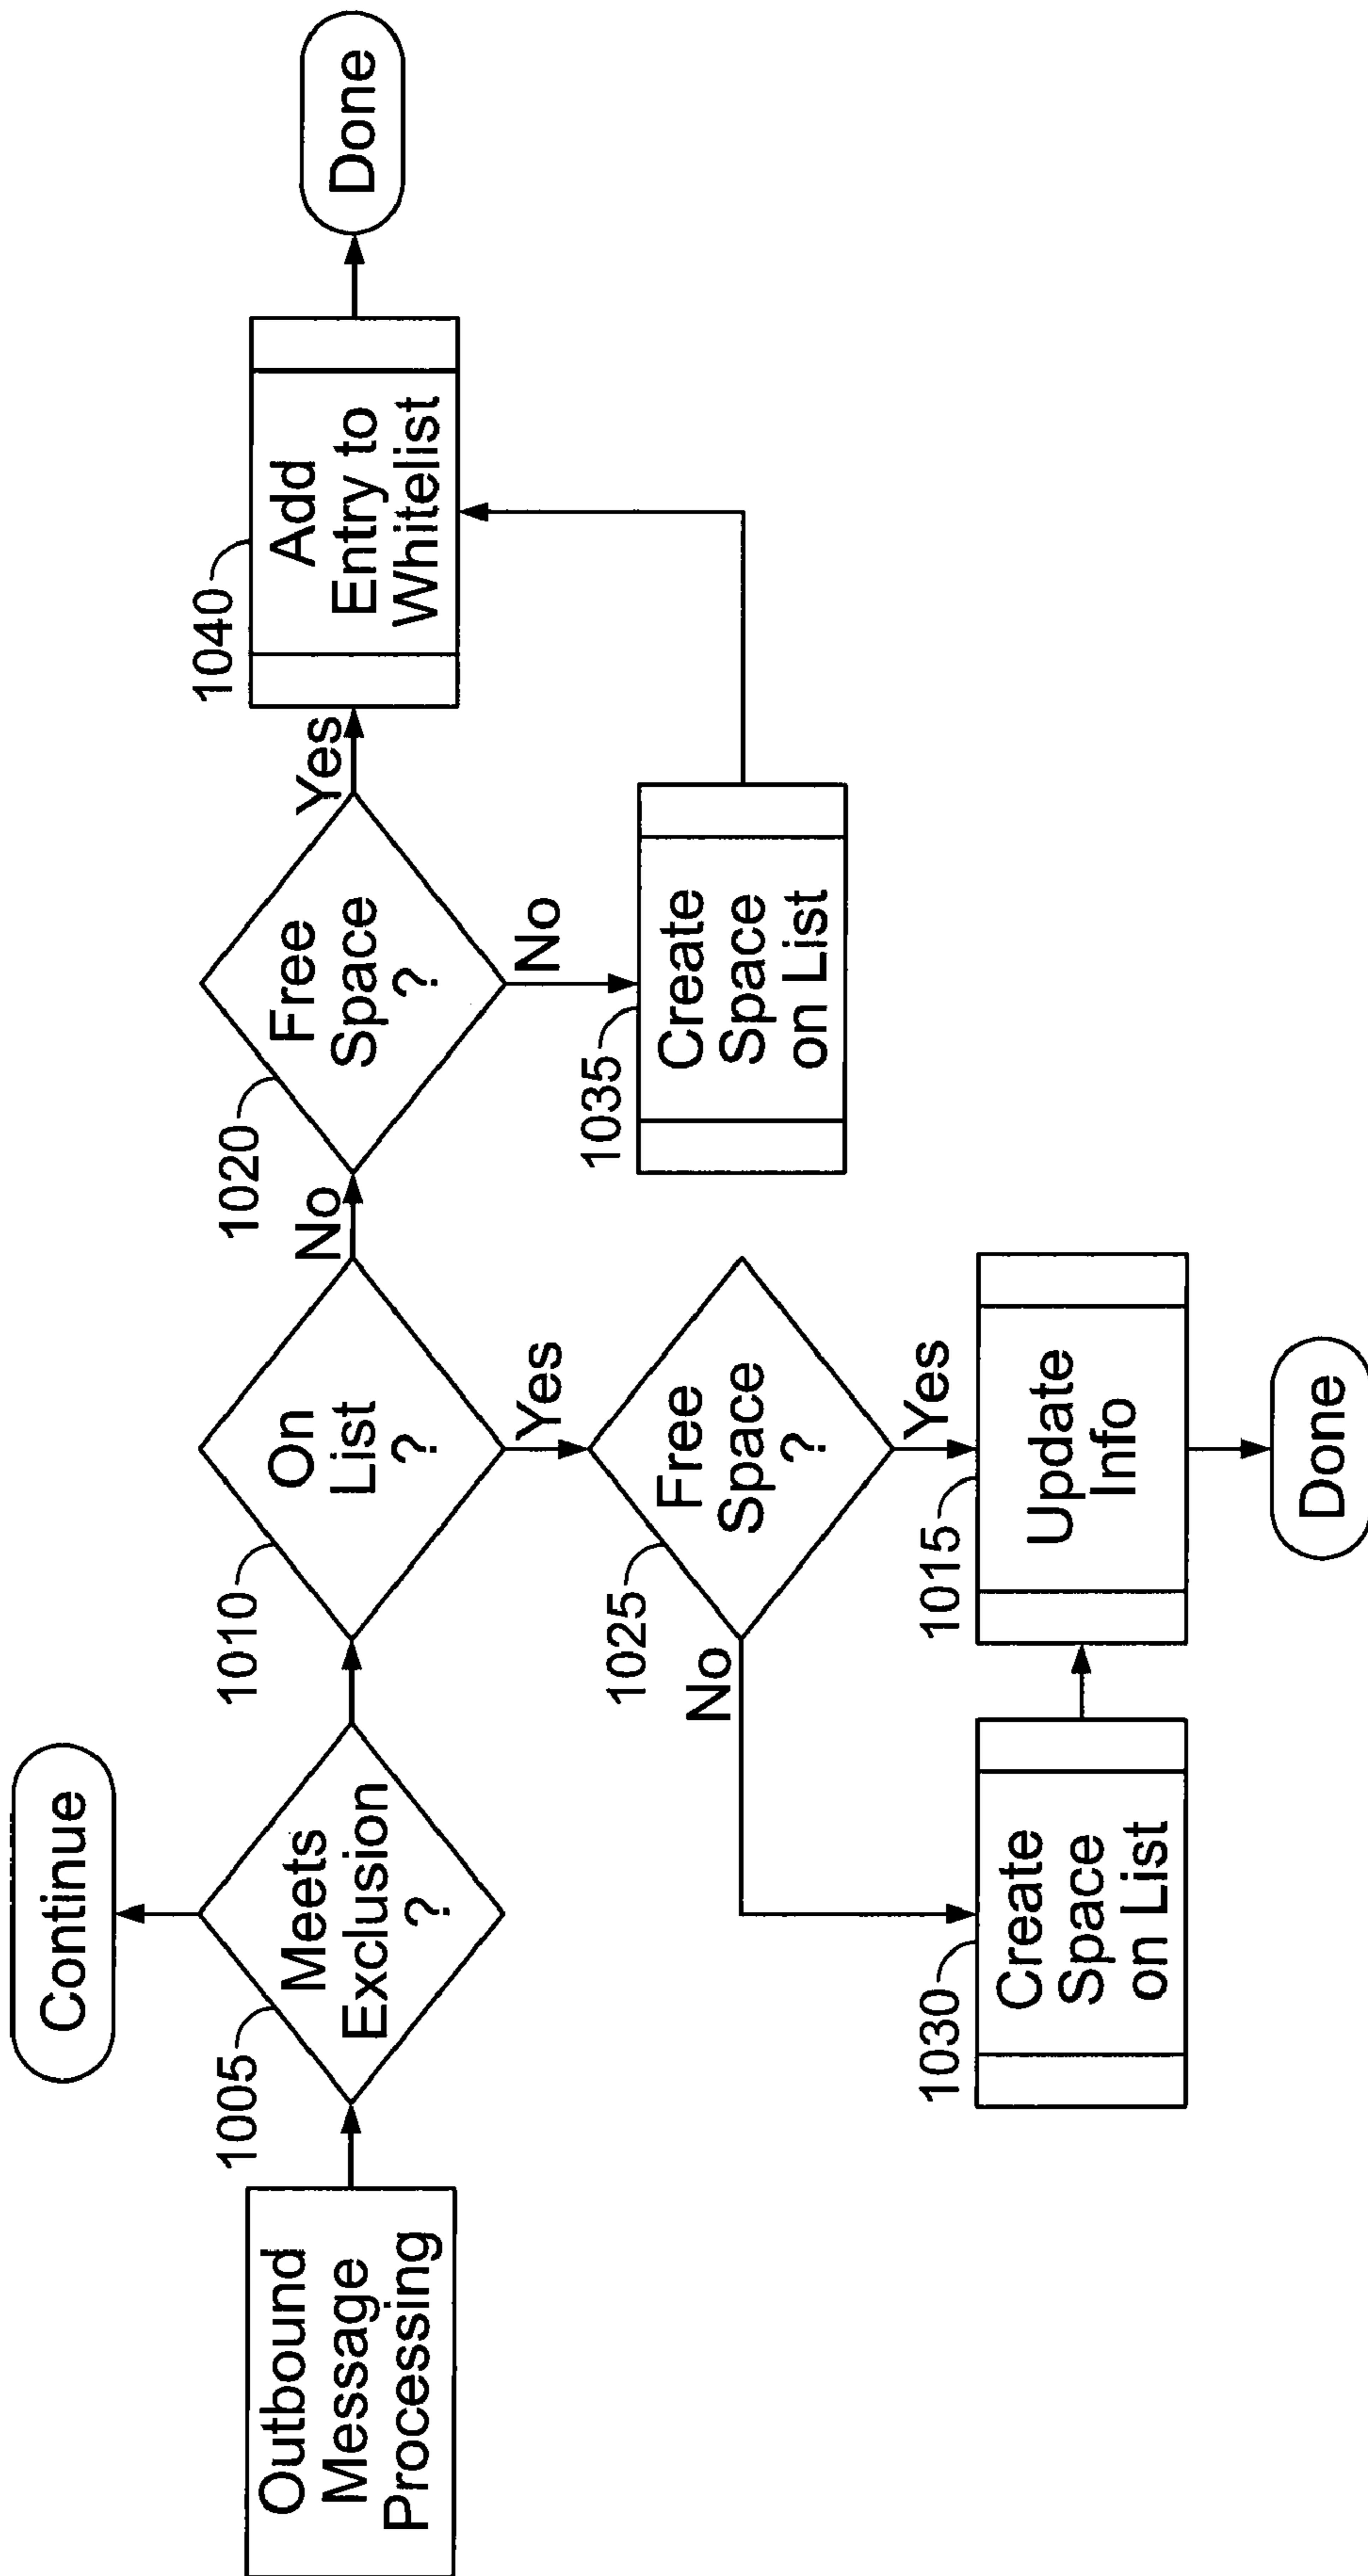 Continue
Outbound
Message
Processing
1005
Meets
Exclusion
?
1010
On
List
?
No
Yes
1020
Free
Space
?
Yes
No
1040
Add
Entry to
Whitelist
Done
1035
Create
Space
on List
1025
Free
Space
?
No
Yes
1030
Create
Space
on List
1015
Update
Info
Done